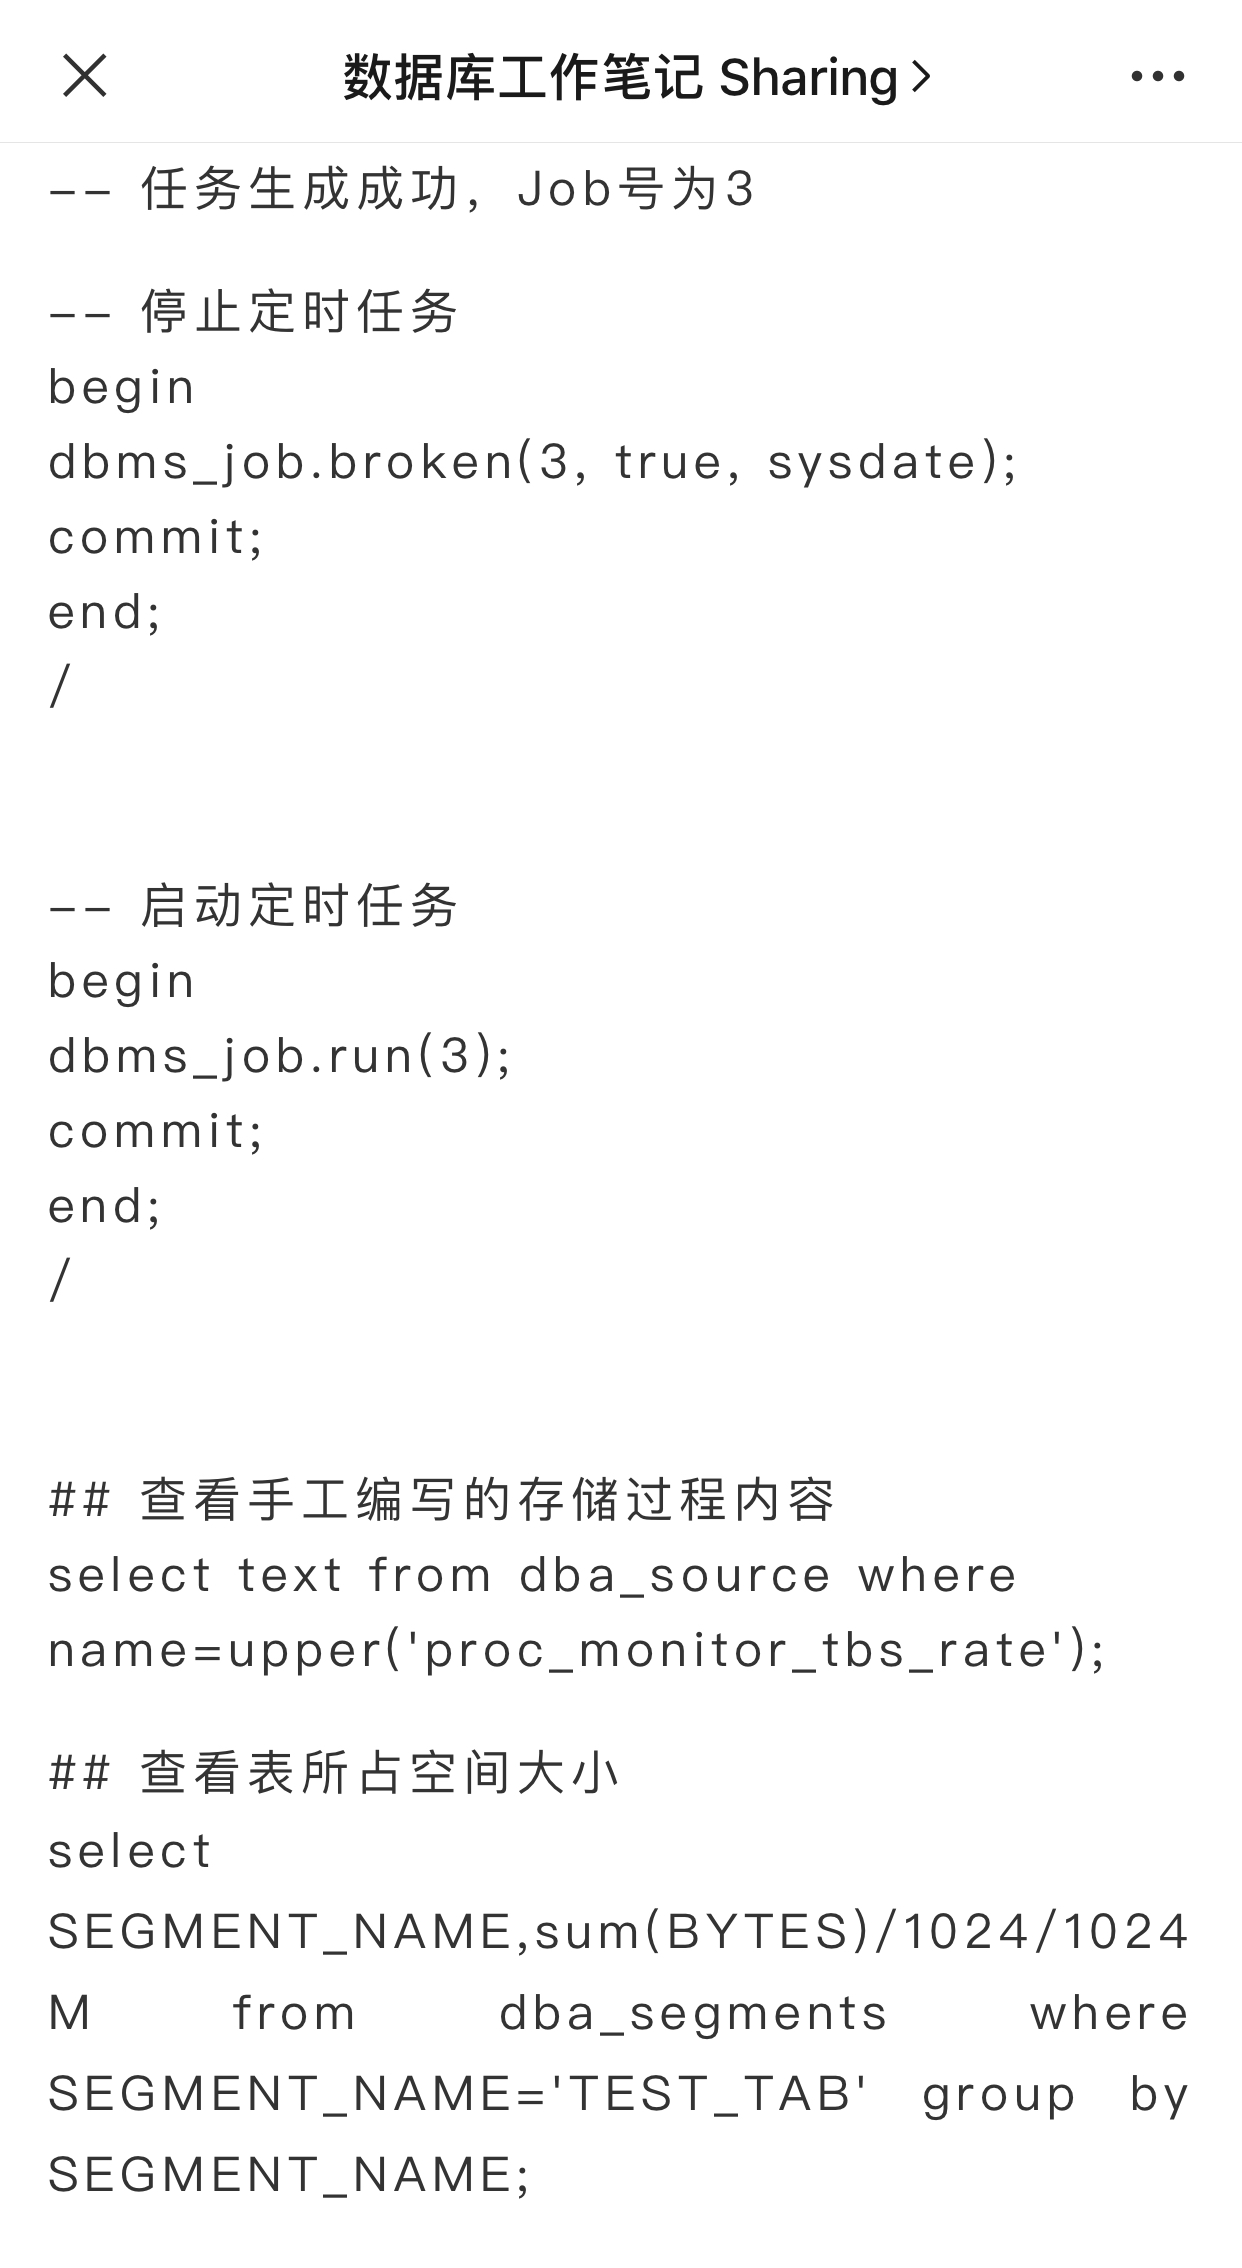 数据库工作笔记 Sharing
-- 任务生成成功，Job号为3
-- 停止定时任务
begin
dbms_job.broken(3, true, sysdate);
commit;
end;
/
-- 启动定时任务
begin
dbms_job.run(3);
commit;
end;
/
## 查看手工编写的存储过程内容
select text from dba_source where
name=upper('proc_monitor_tbs_rate');
## 查看表所占空间大小
select
SEGMENT_NAME,sum(BYTES)/1024/1024
M from dba_segments where
SEGMENT_NAME='TEST_TAB' group by
SEGMENT_NAME;